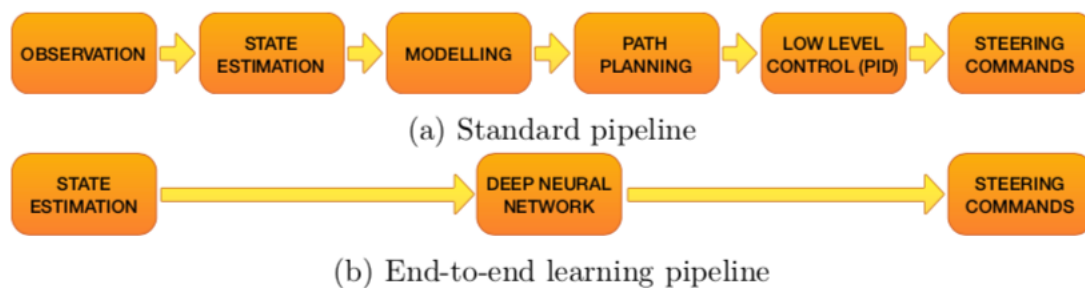 OBSERVATION
STATE
ESTIMATION
MODELLING
PATH
PLANNING
LOW LEVEL
CONTROL (PID)
STEERING
COMMANDS
(a) Standard pipeline
STATE
ESTIMATION
DEEP NEURAL
NETWORK
STEERING
COMMANDS
(b) End-to-end learning pipeline